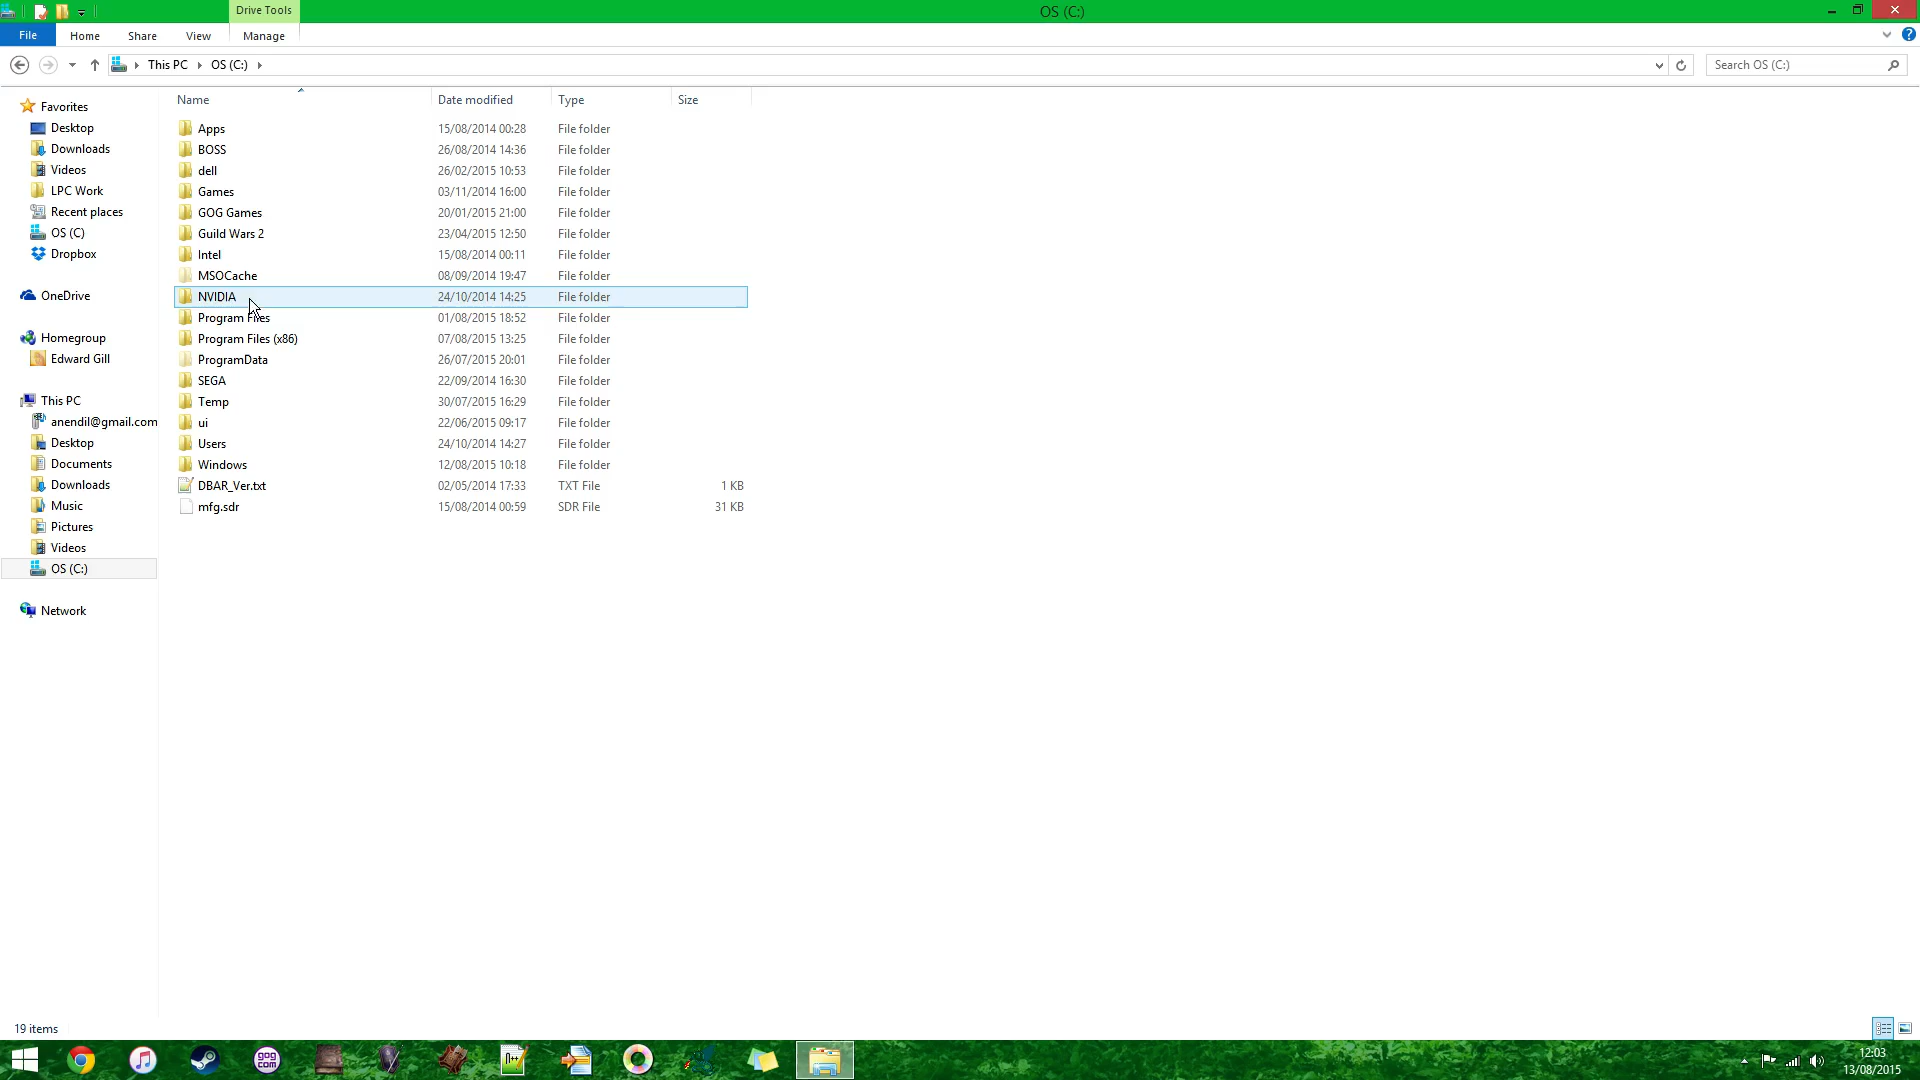 Drive Tools
OS (C:)
File Home Share View Manage
This PC OS (C:)
Search OS (C:)
Name Date modified Type Size
Favorites
Desktop
Downloads
Videos
LPC Work
Recent places
OS (C)
Dropbox
OneDrive
Homegroup
Edward Gill
This PC
anendil@gmail.com
Desktop
Documents
Downloads
Music
Pictures
Videos
OS (C:)
Network
Apps 15/08/2014 00:28 File folder
BOSS 26/08/2014 14:36 File folder
dell 26/02/2015 10:53 File folder
Games 03/11/2014 16:00 File folder
GOG Games 20/01/2015 21:00 File folder
Guild Wars 2 23/04/2015 12:50 File folder
Intel 15/08/2014 00:11 File folder
MSOCache 08/09/2014 19:47 File folder
NVIDIA 24/10/2014 14:25 File folder
Program Files 01/08/2015 18:52 File folder
Program Files (x86) 07/08/2015 13:25 File folder
ProgramData 26/07/2015 20:01 File folder
SEGA 22/09/2014 16:30 File folder
Temp 30/07/2015 16:29 File folder
ui 22/06/2015 09:17 File folder
Users 24/10/2014 14:27 File folder
Windows 12/08/2015 10:18 File folder
DBAR_Ver.txt 02/05/2014 17:33 TXT File 1 KB
mfg.sdr 15/08/2014 00:59 SDR File 31 KB
19 items
gog
com
12:03
13/08/2015